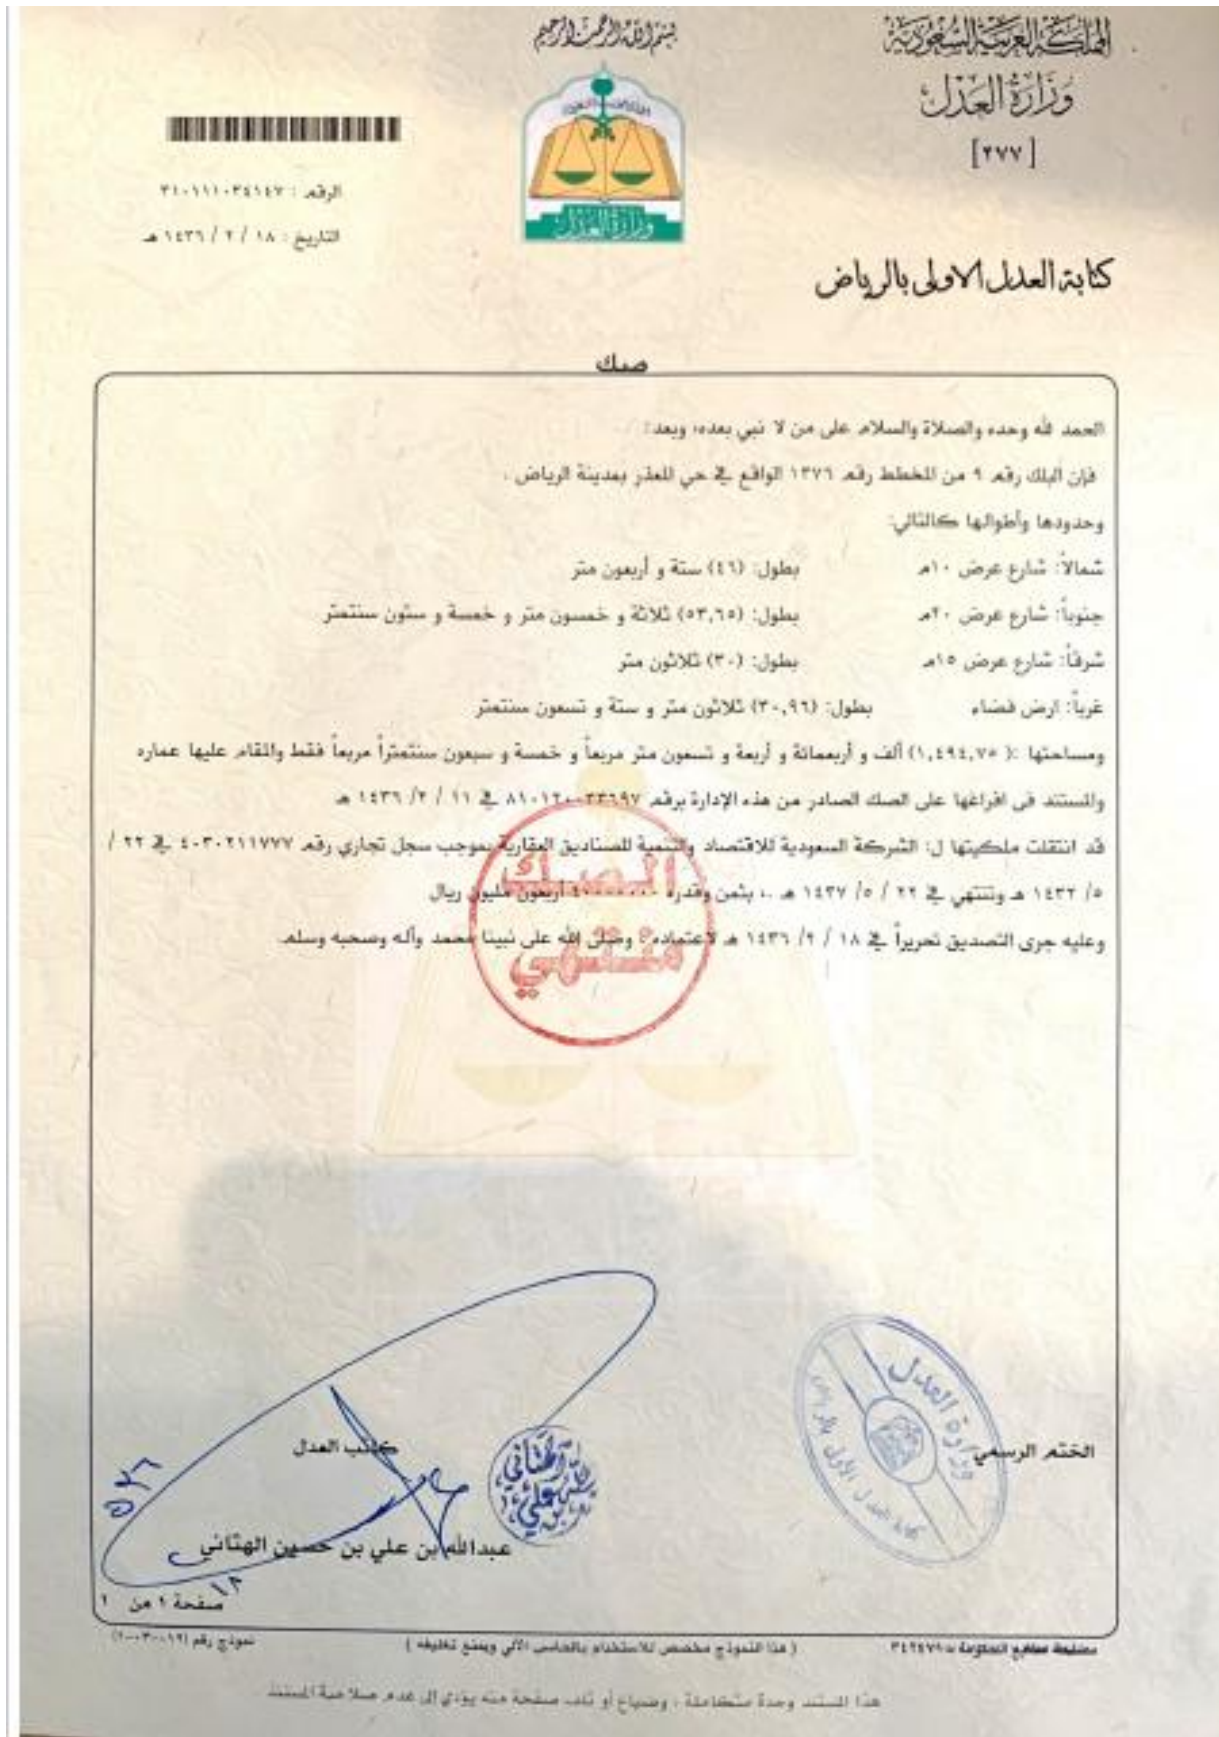 بسم الله الرحمن الرحيم
المملكة العربية السعودية
وزارة العدل
[٢٧٧]
وزارة العدل
الرقم : ٣١٠١١١٠٣٤١٤٧
التاريخ : ١٨ / ٢ / ١٤٣٦ هـ
كتابة العدل الاولى بالرياض
صك
الحمد لله وحده والصلاة والسلام على من لا نبي بعده، وبعد:
فإن البلك رقم ٩ من المخطط رقم ١٣٧٦ الواقع في حي المعذر بمدينة الرياض .
وحدودها وأطوالها كالتالي:
شمالاً: شارع عرض ١٠م بطول: (٤٦) ستة و أربعون متر
جنوباً: شارع عرض ٢٠م بطول: (٥٣,٦٥) ثلاثة و خمسون متر و خمسة و ستون سنتمتر
شرقاً: شارع عرض ١٥م بطول: (٣٠) ثلاثون متر
غرباً: ارض فضاء بطول: (٣٠,٩٦) ثلاثون متر و ستة و تسعون سنتمتر
ومساحتها :( ١,٤٩٤,٧٥) ألف و أربعمائة و أربعة و تسعون متر مربعاً و خمسة و سبعون سنتمتراً مربعاً فقط والمقام عليها عماره
والمستند فى افراغها على الصك الصادر من هذه الإدارة برقم ٨١٠١٢٠٠٣٣٦٩٧ في ١١ / ٢ / ١٤٣٦ هـ
قد انتقلت ملكيتها ل: الشركة السعودية للاقتصاد والتنمية للصناديق العقارية بموجب سجل تجاري رقم ٤٠٣٠٢١١٧٧٧ في ٢٢ /
٥ / ١٤٣٢ هـ وتنتهي في ٢٢ / ٥ / ١٤٣٧ هـ ، بثمن وقدره ٤٠٠٠٠٠٠٠ أربعون مليون ريال
وعليه جرى التصديق تحريراً في ١٨ / ٢ / ١٤٣٦ هـ لاعتماده ، وصلى الله على نبينا محمد وآله وصحبه وسلم.
الصك
منتهي
الختم الرسمي
وزارة العدل
كاتب العدل
عبدالله بن علي بن حسين الهتاني
صفحة ١ من ١
( هذا النموذج مخصص للاستخدام بالحاسب الآلي ويمنع تغليفه )
هذا المستند وحدة متكاملة ، وضياع أو تلف صفحة منه يؤدي إلى عدم صلاحية المستند